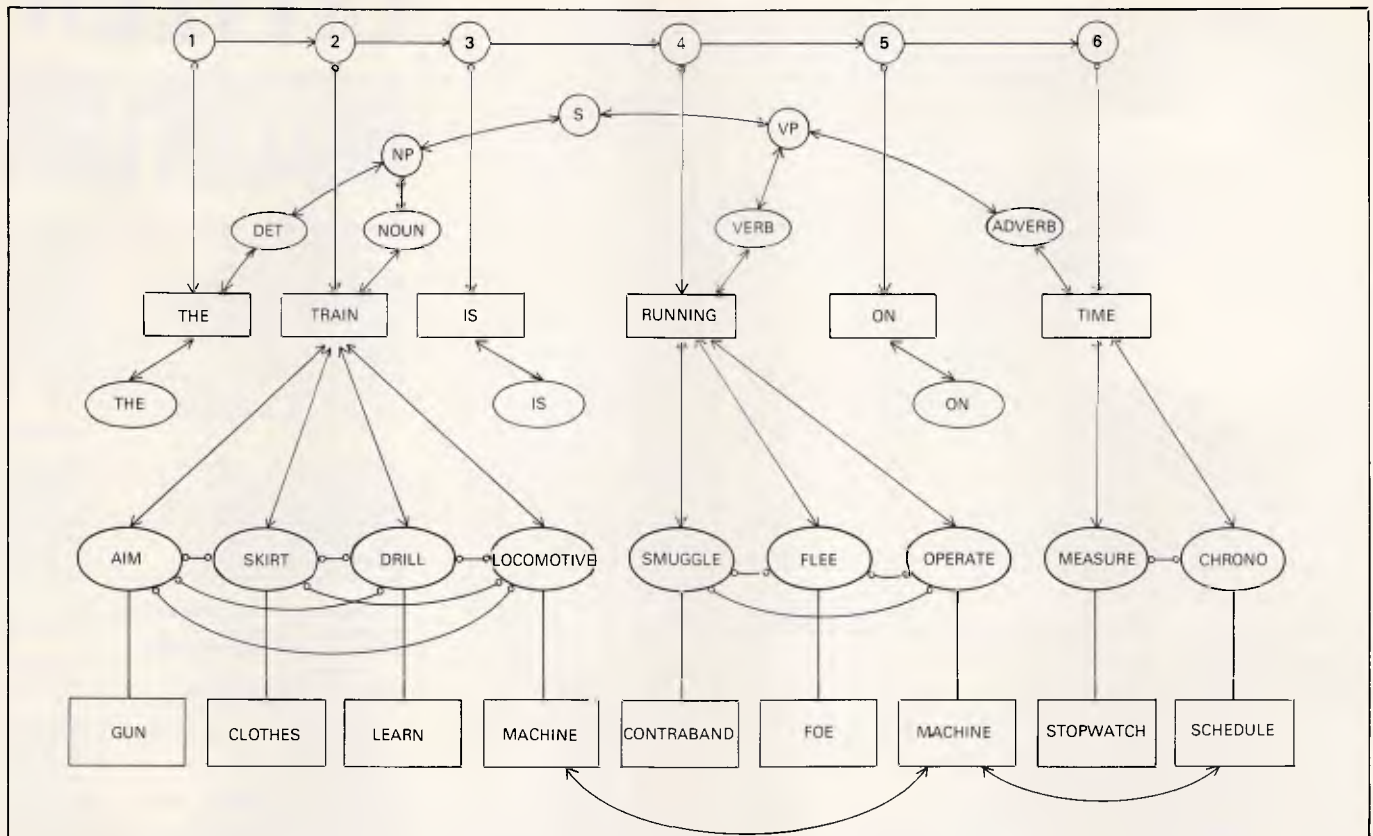 1 2 3 4 5 6
S
VP
NP
DET NOUN VERB ADVERB
THE TRAIN IS RUNNING ON TIME
THE IS ON
AIM SKIRT DRILL LOCOMOTIVE SMUGGLE FLEE OPERATE MEASURE CHRONO
GUN CLOTHES LEARN MACHINE CONTRABAND FOE MACHINE STOPWATCH SCHEDULE